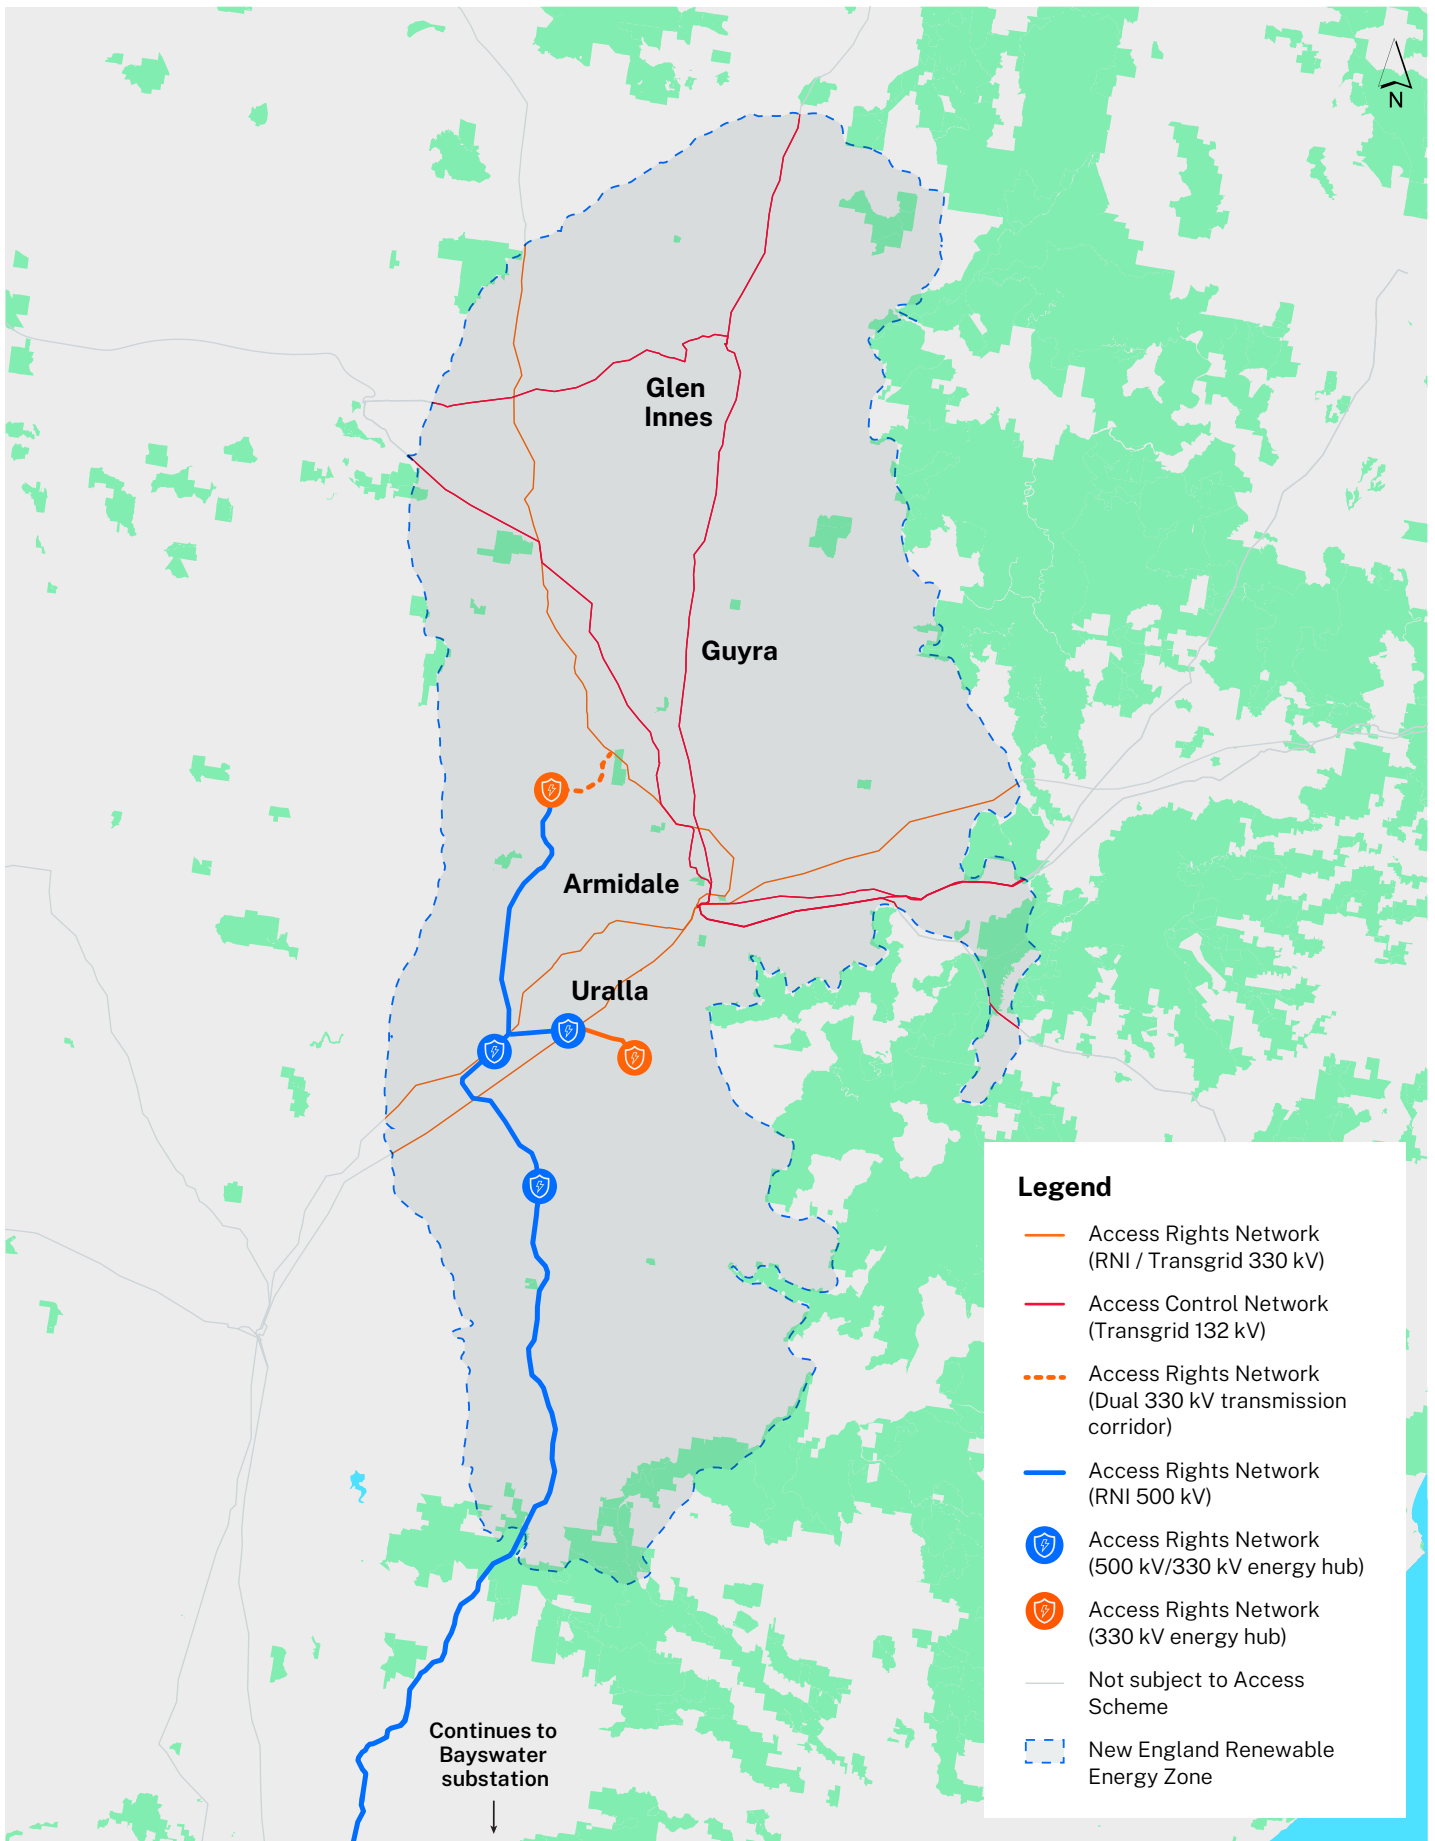 N
Glen
Innes
Guyra
Armidale
Uralla
Continues to
Bayswater
substation
Legend
Access Rights Network
(RNI / Transgrid 330 kV)
Access Control Network
(Transgrid 132 kV)
Access Rights Network
(Dual 330 kV transmission
corridor)
Access Rights Network
(RNI 500 kV)
Access Rights Network
(500 kV/330 kV energy hub)
Access Rights Network
(330 kV energy hub)
Not subject to Access
Scheme
New England Renewable
Energy Zone